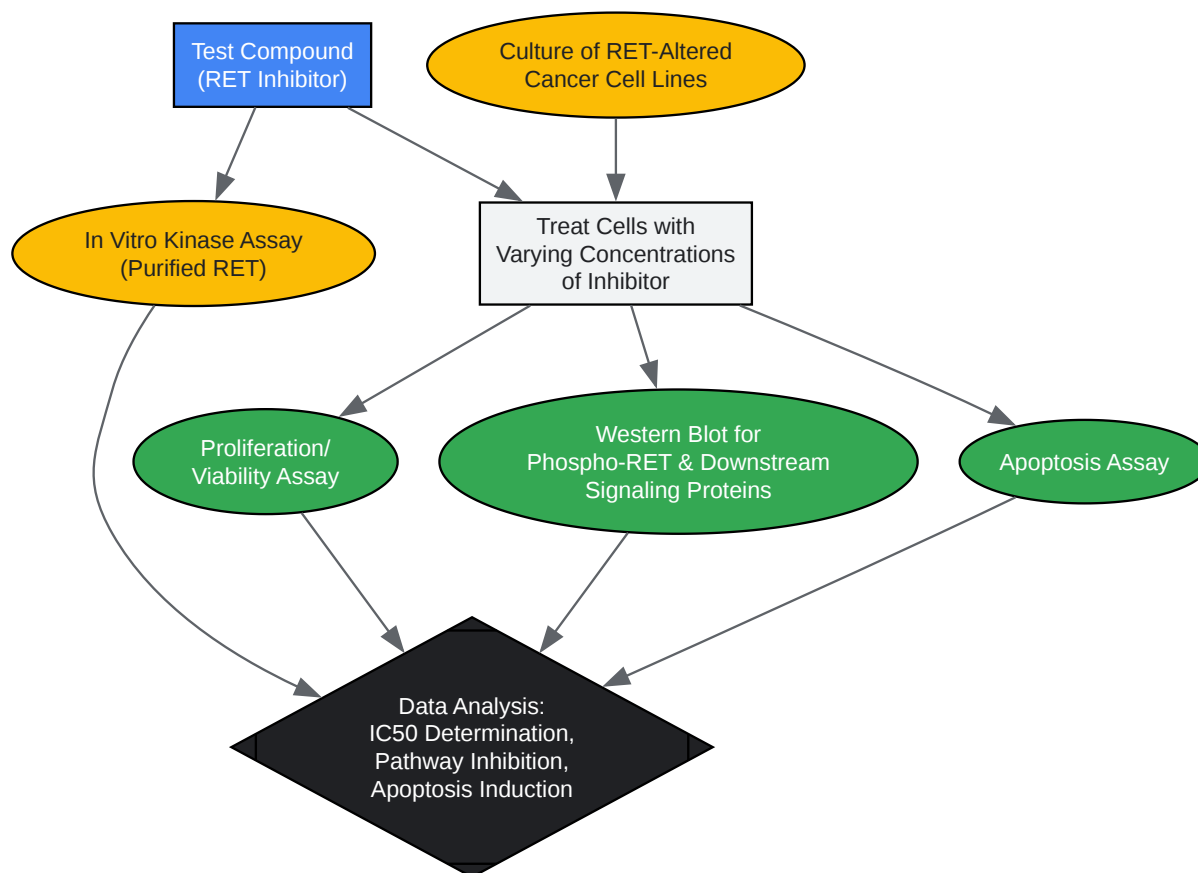 Test Compound
(RET Inhibitor)
Culture of RET-Altered
Cancer Cell Lines
In Vitro Kinase Assay
(Purified RET)
Treat Cells with
Varying Concentrations
of Inhibitor
Proliferation/
Viability Assay
Western Blot for
Phospho-RET & Downstream
Signaling Proteins
Apoptosis Assay
Data Analysis:
IC50 Determination,
Pathway Inhibition,
Apoptosis Induction